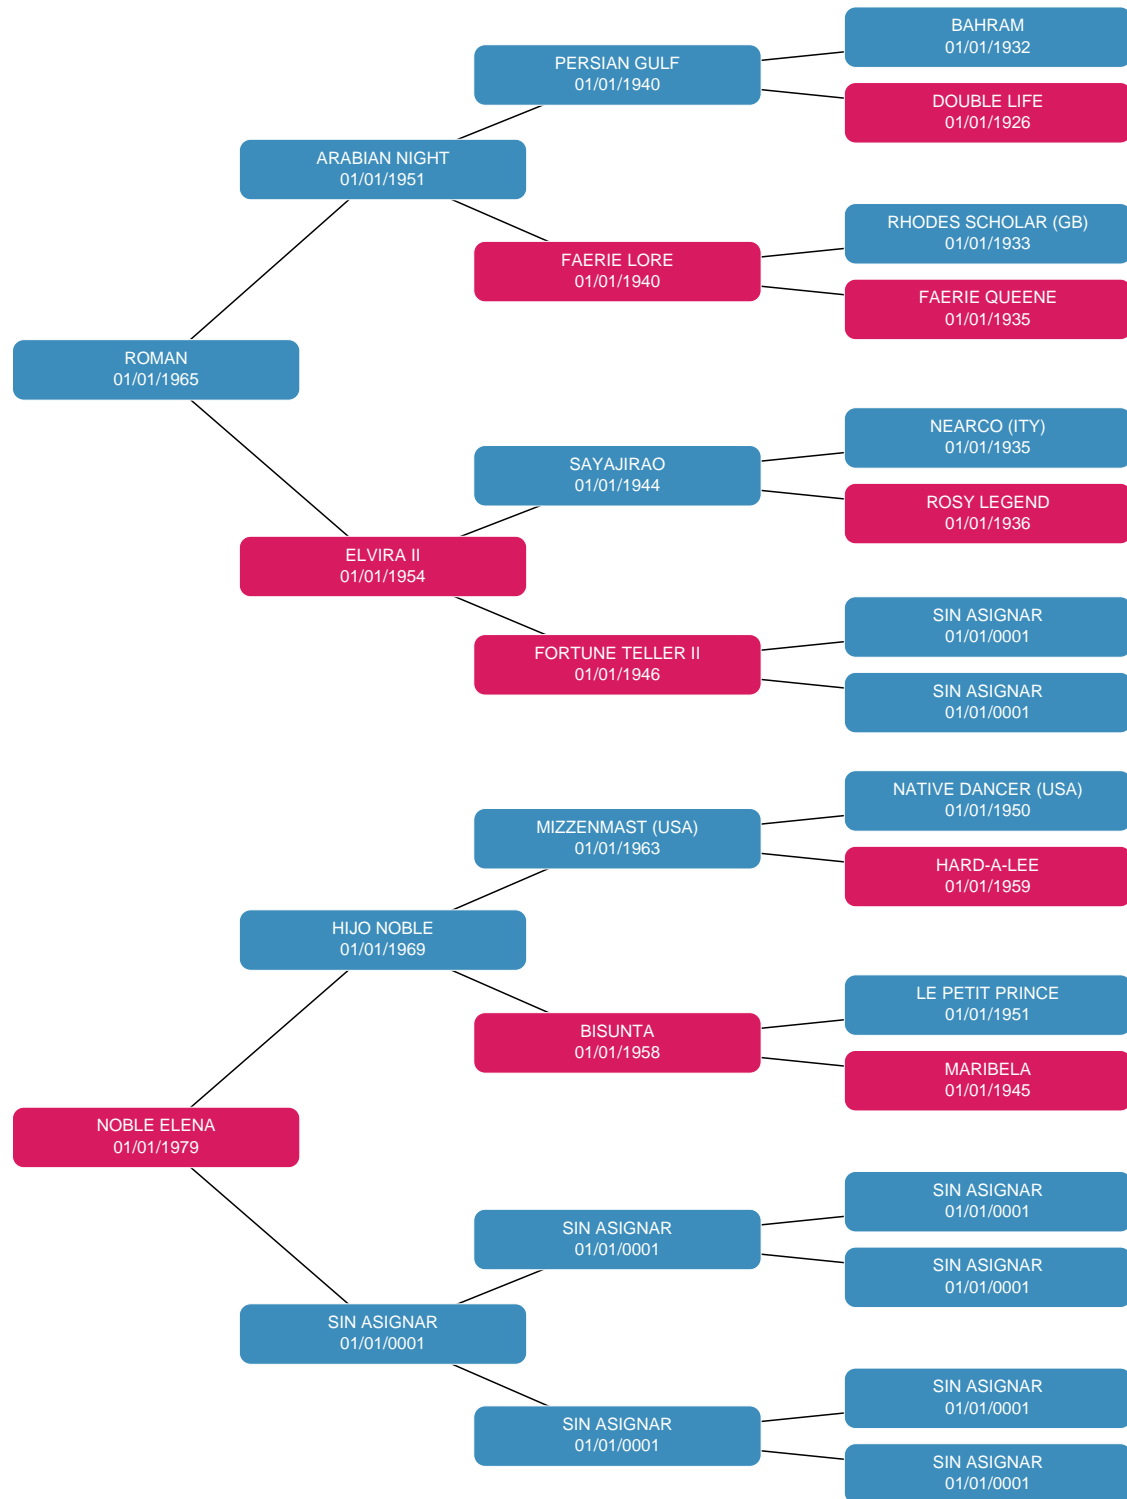 BAHRAM
01/01/1932
PERSIAN GULF
01/01/1940
DOUBLE LIFE
01/01/1926
ARABIAN NIGHT
01/01/1951
RHODES SCHOLAR (GB)
01/01/1933
FAERIE LORE
01/01/1940
FAERIE QUEENE
01/01/1935
ROMAN
01/01/1965
NEARCO (ITY)
01/01/1935
SAYAJIRAO
01/01/1944
ROSY LEGEND
01/01/1936
ELVIRA II
01/01/1954
SIN ASIGNAR
01/01/0001
FORTUNE TELLER II
01/01/1946
SIN ASIGNAR
01/01/0001
NATIVE DANCER (USA)
01/01/1950
MIZZENMAST (USA)
01/01/1963
HARD-A-LEE
01/01/1959
HIJO NOBLE
01/01/1969
LE PETIT PRINCE
01/01/1951
BISUNTA
01/01/1958
MARIBELA
01/01/1945
NOBLE ELENA
01/01/1979
SIN ASIGNAR
01/01/0001
SIN ASIGNAR
01/01/0001
SIN ASIGNAR
01/01/0001
SIN ASIGNAR
01/01/0001
SIN ASIGNAR
01/01/0001
SIN ASIGNAR
01/01/0001
SIN ASIGNAR
01/01/0001